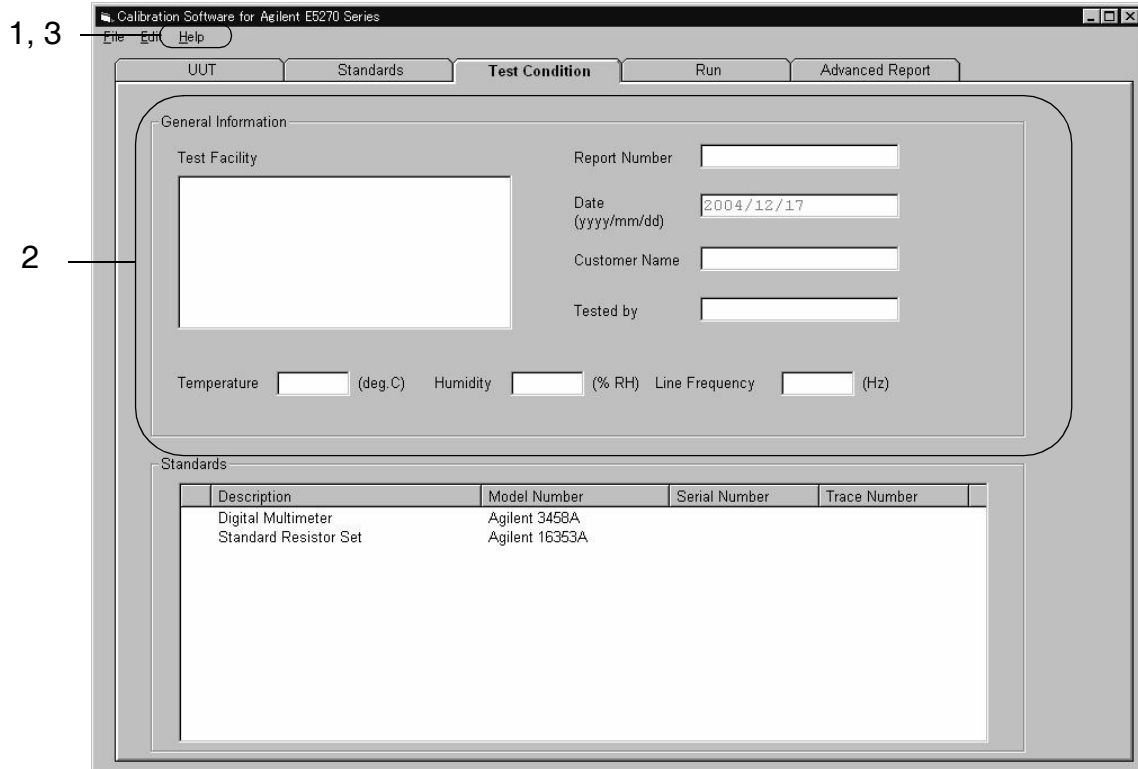 Calibration Software for Agilent E5270 Series
1, 3
File Edit Help
UUT Standards Test Condition Run Advanced Report
General Information
Test Facility
Report Number
Date 2004/12/17
(yyyy/mm/dd)
2
Customer Name
Tested by
Temperature (deg.C) Humidity (% RH) Line Frequency (Hz)
Standards
Description Model Number Serial Number Trace Number
Digital Multimeter Agilent 3458A
Standard Resistor Set Agilent 16353A